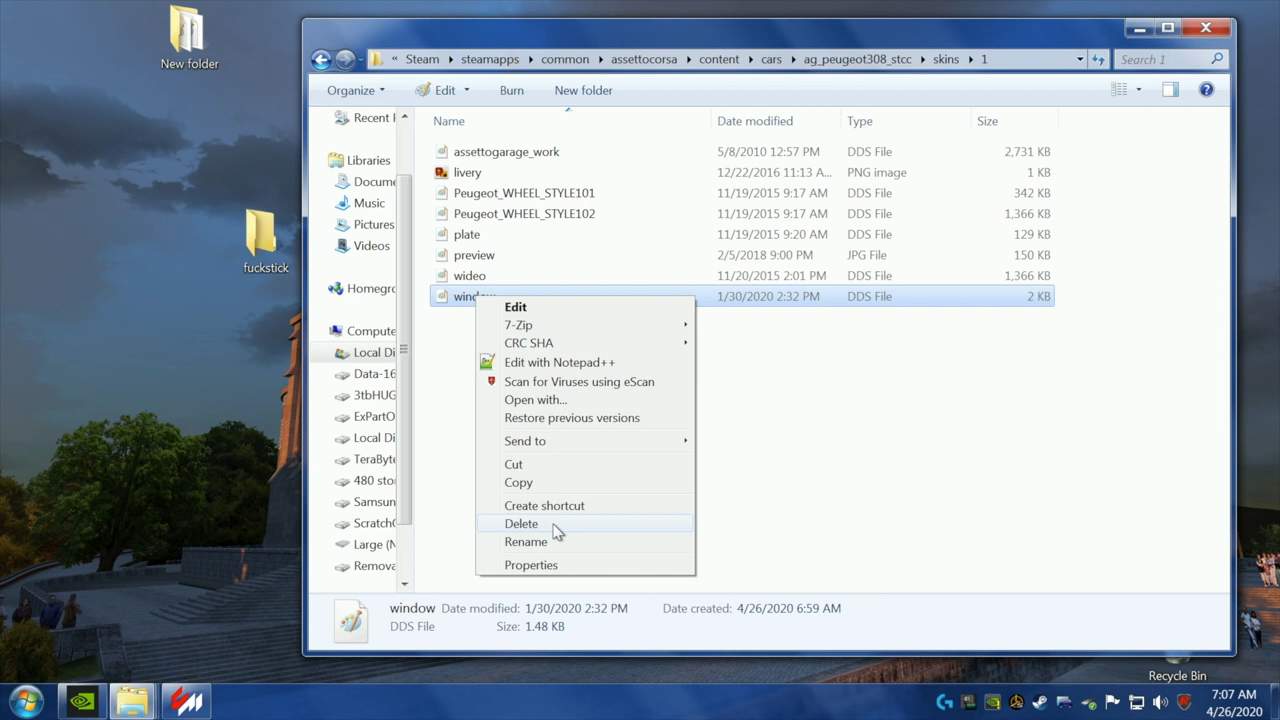 New folder
fuckstick
« Steam steamapps common assettocorsa content cars ag_peugeot308_stcc skins 1
Search 1
Organize Edit Burn New folder
Name Date modified Type Size
assettogarage_work 5/8/2010 12:57 PM DDS File 2,731 KB
livery 12/22/2016 11:13 A... PNG image 1 KB
Peugeot_WHEEL_STYLE101 11/19/2015 9:17 AM DDS File 342 KB
Peugeot_WHEEL_STYLE102 11/19/2015 9:17 AM DDS File 1,366 KB
plate 11/19/2015 9:20 AM DDS File 129 KB
preview 2/5/2018 9:00 PM JPG File 150 KB
wideo 11/20/2015 2:01 PM DDS File 1,366 KB
window 1/30/2020 2:32 PM DDS File 2 KB
Recent
Libraries
Docume
Music
Pictures
Videos
Homegro
Compute
Local Di
Data-16
3tbHUG
ExPartO
Local Di
TeraByte
480 sto
Samsun
ScratchO
Large (N
Remova
Edit
7-Zip
CRC SHA
Edit with Notepad++
Scan for Viruses using eScan
Open with...
Restore previous versions
Send to
Cut
Copy
Create shortcut
Delete
Rename
Properties
window Date modified: 1/30/2020 2:32 PM Date created: 4/26/2020 6:59 AM
DDS File Size: 1.48 KB
Recycle Bin
7:07 AM
4/26/2020